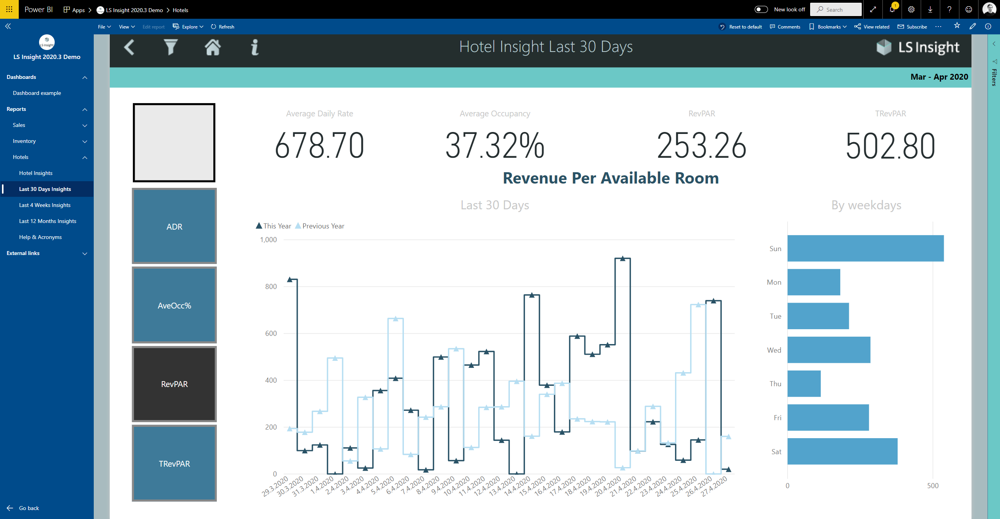 Power BI
Apps
LS Insight 2020.3 Demo
Hotels
New look off
Search
1
File
View
Edit report
Explore
Refresh
Reset to default
Comments
Bookmarks
View related
Subscribe
LS Insight
LS Insight 2020.3 Demo
Dashboards
Dashboard example
Reports
Sales
Inventory
Hotels
Hotel Insights
Last 30 Days Insights
Last 4 Weeks Insights
Last 12 Months Insights
Help & Acronyms
External links
Go back
Hotel Insight Last 30 Days
LS Insight
Mar - Apr 2020
Filters
Average Daily Rate
678.70
Average Occupancy
37.32%
RevPAR
253.26
TRevPAR
502.80
Revenue Per Available Room
ADR
AveOcc%
RevPAR
TRevPAR
Last 30 Days
This Year
Previous Year
1,000
800
600
400
200
0
29.3.2020
30.3.2020
31.3.2020
1.4.2020
2.4.2020
3.4.2020
4.4.2020
5.4.2020
6.4.2020
7.4.2020
8.4.2020
9.4.2020
10.4.2020
11.4.2020
12.4.2020
13.4.2020
14.4.2020
15.4.2020
16.4.2020
17.4.2020
18.4.2020
19.4.2020
20.4.2020
21.4.2020
22.4.2020
23.4.2020
24.4.2020
25.4.2020
26.4.2020
27.4.2020
By weekdays
Sun
Mon
Tue
Wed
Thu
Fri
Sat
0
500